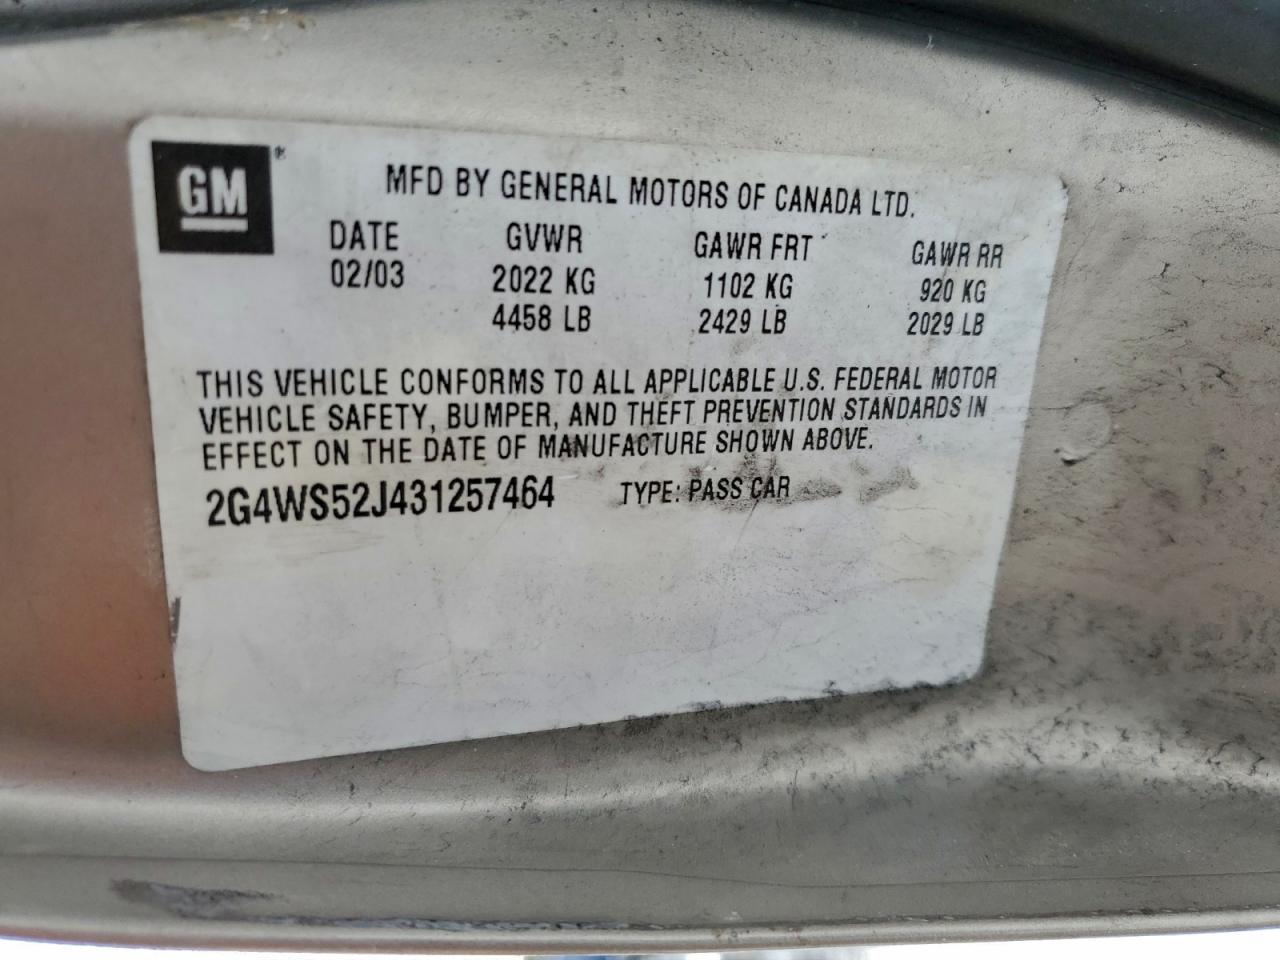 GM®
MFD BY GENERAL MOTORS OF CANADA LTD.
DATE GVWR GAWR FRT GAWR RR
02/03 2022 KG 1102 KG 920 KG
4458 LB 2429 LB 2029 LB
THIS VEHICLE CONFORMS TO ALL APPLICABLE U.S. FEDERAL MOTOR
VEHICLE SAFETY, BUMPER, AND THEFT PREVENTION STANDARDS IN
EFFECT ON THE DATE OF MANUFACTURE SHOWN ABOVE.
2G4WS52J431257464 TYPE: PASS CAR